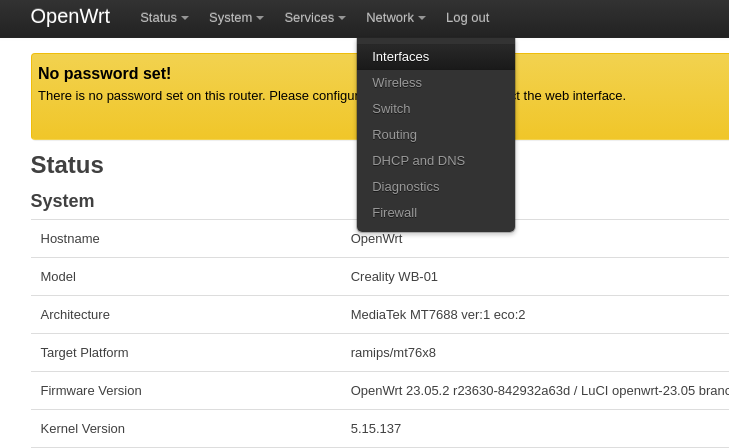 OpenWrt Status System Services Network Log out
Interfaces
Wireless
Switch
Routing
DHCP and DNS
Diagnostics
Firewall
No password set!
There is no password set on this router. Please the web interface.
Status
System
Hostname OpenWrt
Model Creality WB-01
Architecture MediaTek MT7688 ver:1 eco:2
Target Platform ramips/mt76x8
Firmware Version OpenWrt 23.05.2 r23630-842932a63d / LuCI openwrt-23.05
Kernel Version 5.15.137